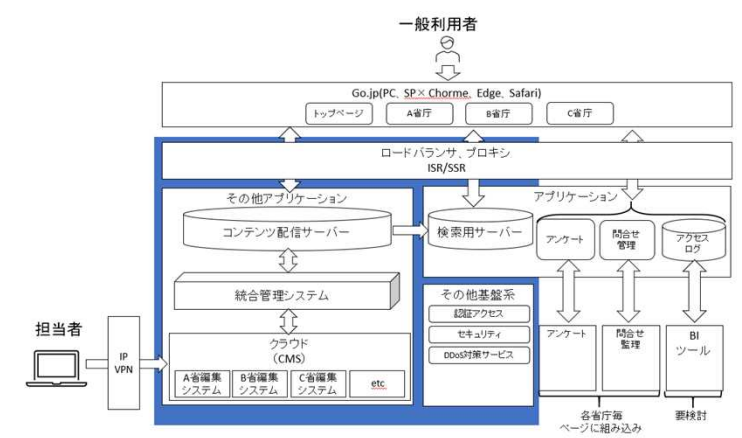 一般利用者
Go.jp(PC、SP×Chorme、Edge、Safari)
トップページ
A省庁
B省庁
C省庁
ロードバランサ、プロキシ
ISR/SSR
その他アプリケーション
コンテンツ配信サーバー
統合管理システム
クラウド
（CMS）
A省編集
システム
B省編集
システム
C省編集
システム
etc
担当者
IP
VPN
アプリケーション
検索用サーバー
アンケート
問合せ
管理
アクセス
ログ
その他基盤系
認証アクセス
セキュリティ
DDoS対策サービス
アンケート
問合せ
監理
BI
ツール
各省庁毎
ページに組み込み
要検討